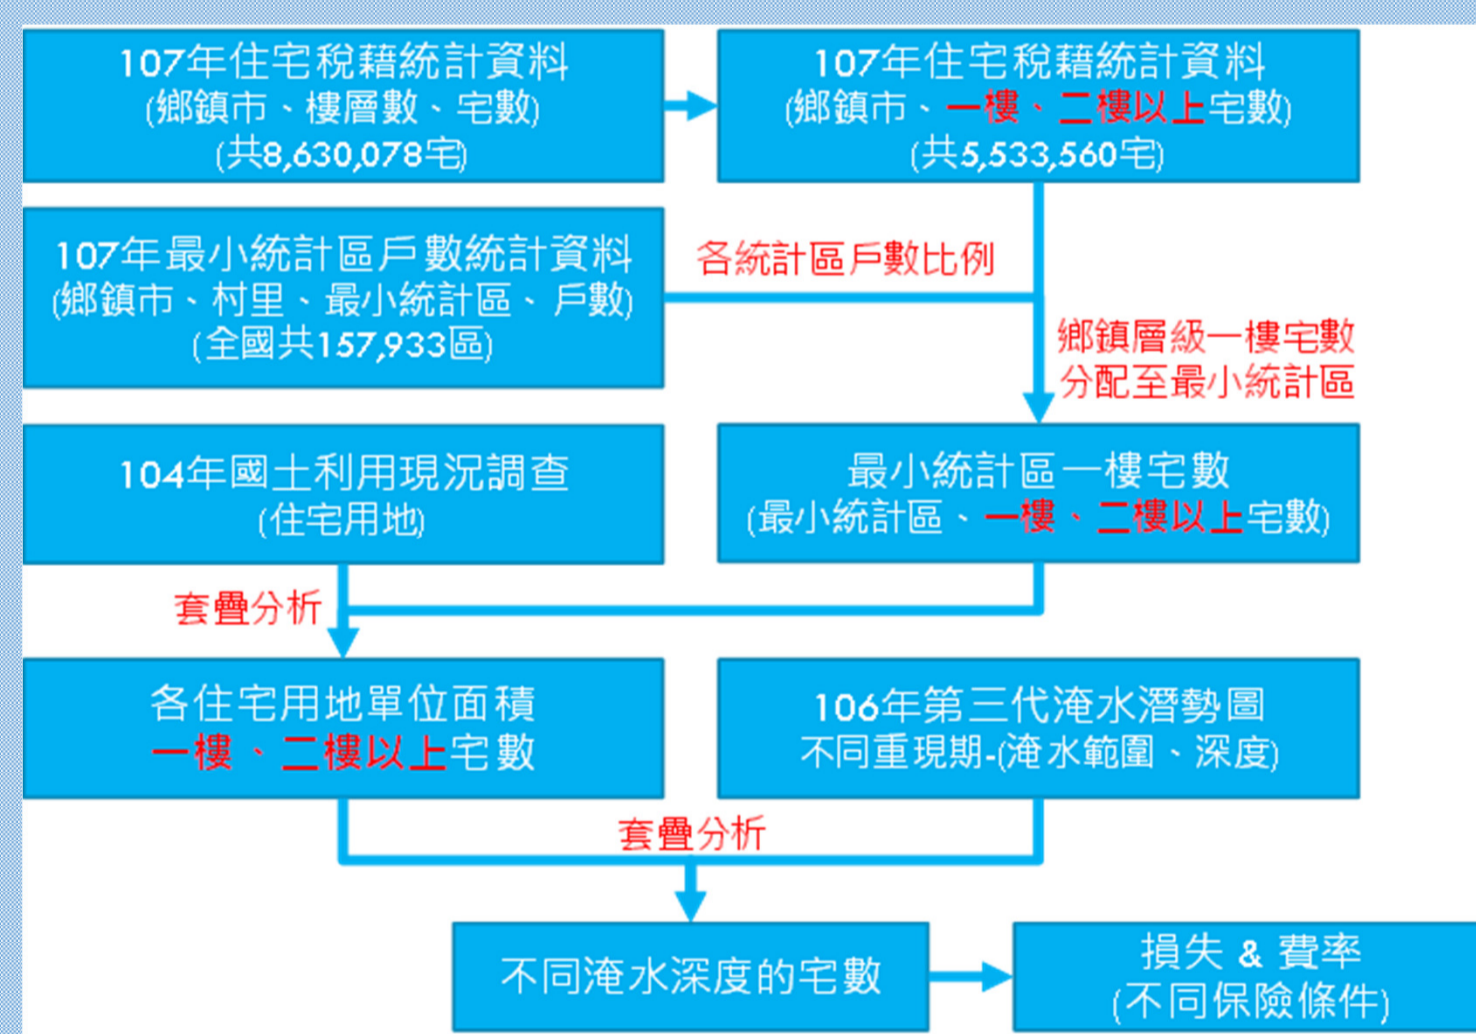 107年住宅稅藉統計資料
(鄉鎮市、樓層數、宅數)
(共8,630,078宅)
107年住宅稅藉統計資料
(鄉鎮市、一樓、二樓以上宅數)
(共5,533,560宅)
107年最小統計區戶數統計資料
(鄉鎮市、村里、最小統計區、戶數)
(全國共157,933區)
各統計區戶數比例
鄉鎮層級一樓宅數
分配至最小統計區
104年國土利用現況調查
(住宅用地)
最小統計區一樓宅數
(最小統計區、一樓、二樓以上宅數)
套疊分析
各住宅用地單位面積
一樓、二樓以上宅數
106年第三代淹水潛勢圖
不同重現期-(淹水範圍、深度)
套疊分析
不同淹水深度的宅數
損失 & 費率
(不同保險條件)